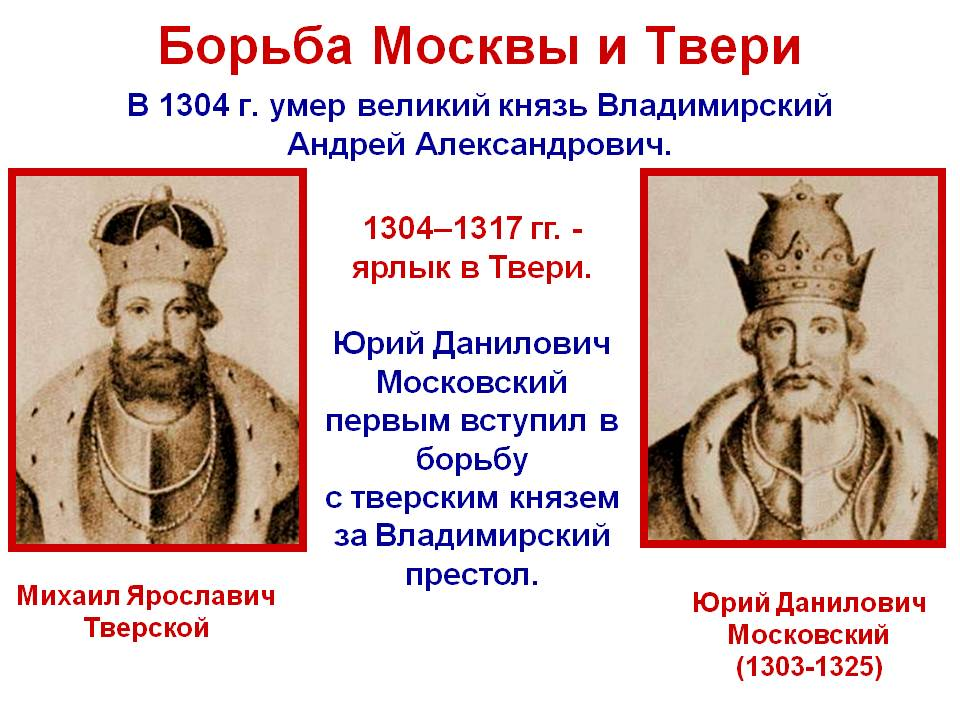 Борьба Москвы и Твери
В 1304 г. умер великий князь Владимирский
Андрей Александрович.
1304–1317 гг. -
ярлык в Твери.
Юрий Данилович
Московский
первым вступил в
борьбу
с тверским князем
за Владимирский
престол.
Михаил Ярославич
Тверской
Юрий Данилович
Московский
(1303-1325)